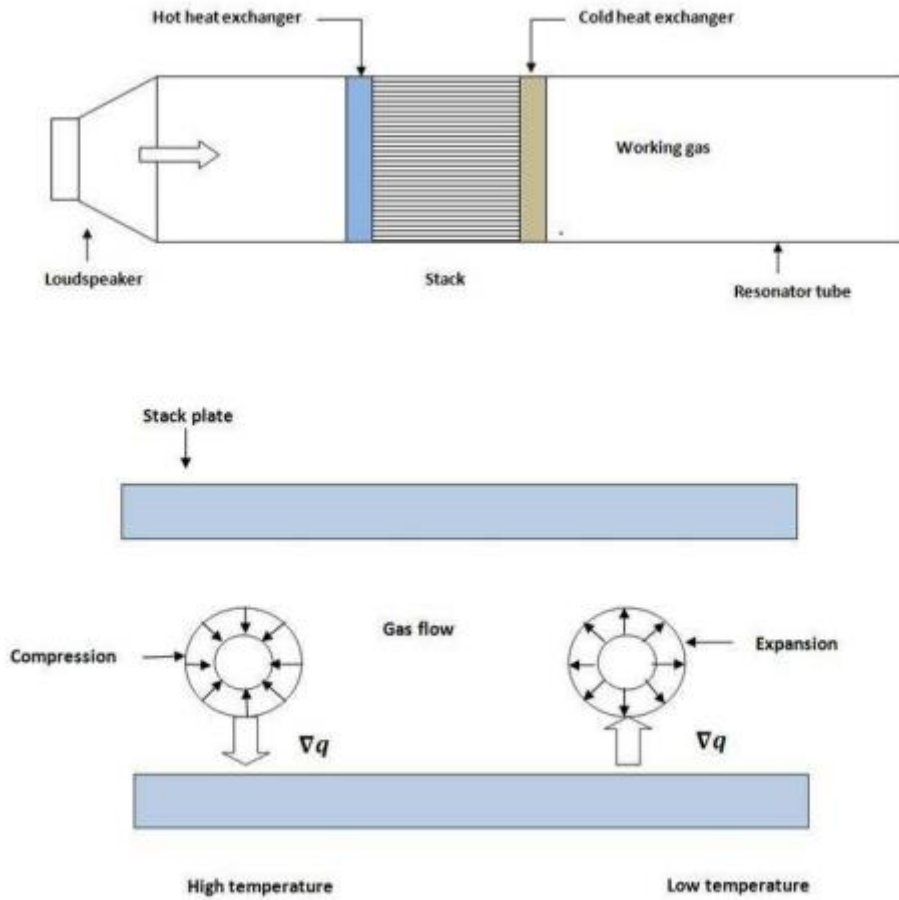 Hot heat exchanger
Cold heat exchanger
Working gas
Loudspeaker
Stack
Resonator tube
Stack plate
Gas flow
Compression
Expansion
∇q
∇q
High temperature
Low temperature